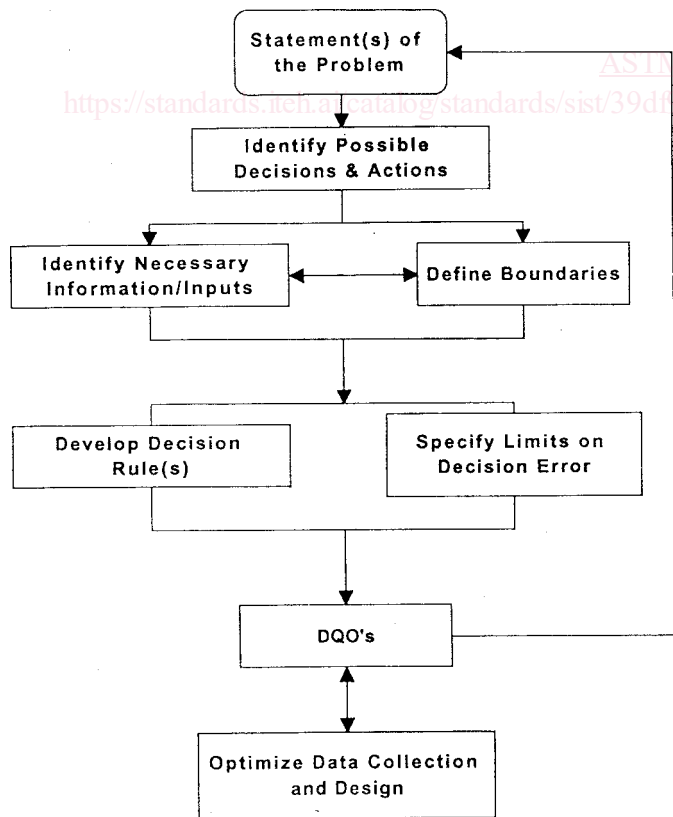 Statement(s) of
the Problem
ASTM
https://standards.iteh.ai/catalog/standards/sist/39df
Identify Possible
Decisions & Actions
Identify Necessary
Information/Inputs
Define Boundaries
Develop Decision
Rule(s)
Specify Limits on
Decision Error
DQO's
Optimize Data Collection
and Design